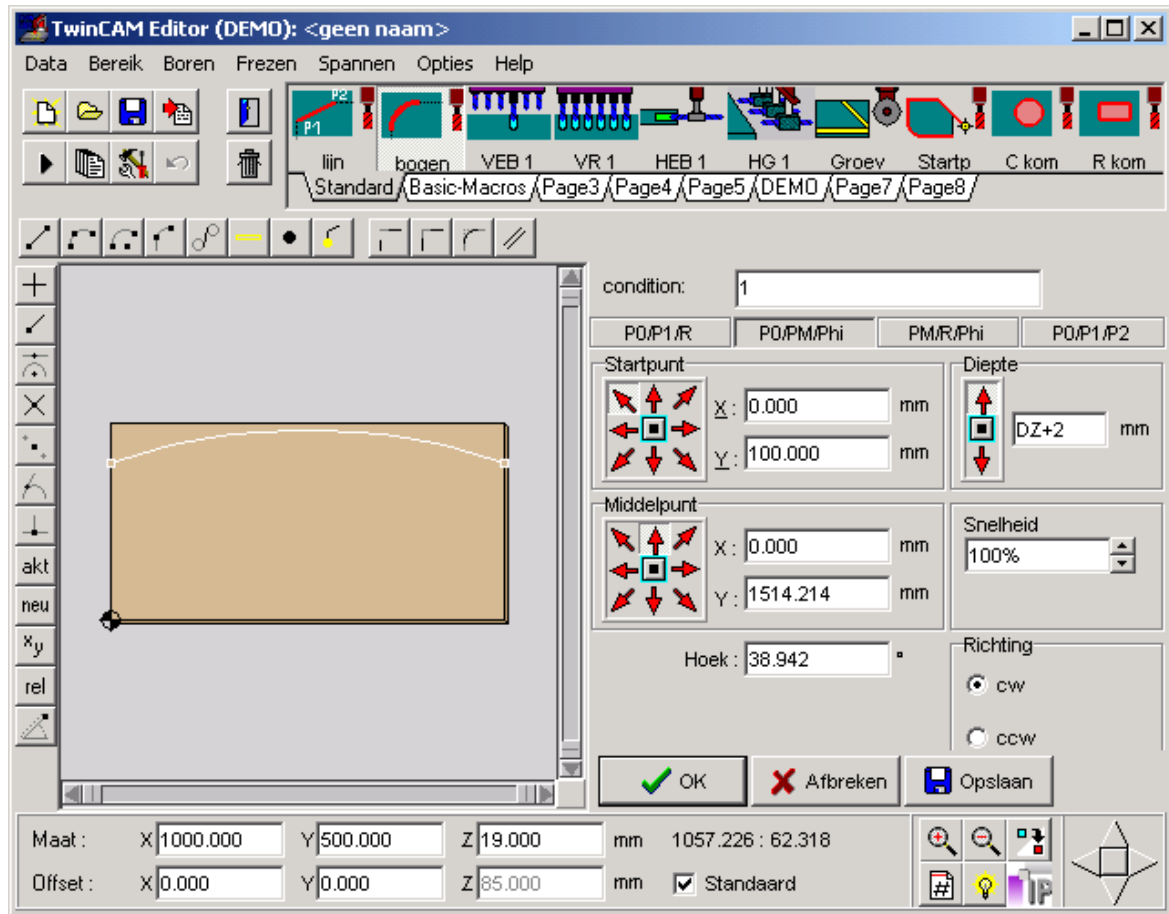 TwinCAM Editor (DEMO): <geen naam>
Data Bereik Boren Frezen Spannen Opties Help
P2
P1
lijn bogen VEB 1 VR 1 HEB 1 HG 1 Groev Startp C kom R kom
Standard Basic-Macros Page3 Page4 Page5 DEMO Page7 Page8
condition: 1
P0/P1/R P0/PM/Phi PM/R/Phi P0/P1/P2
Startpunt Diepte
X : 0.000 mm
DZ+2 mm
Y : 100.000 mm
Middelpunt Snelheid
X : 0.000 mm 100%
Y : 1514.214 mm
Hoek : 38.942 ° Richting
cw
ccw
akt
neu
xy
rel
OK Afbreken Opslaan
Maat : X 1000.000 Y 500.000 Z 19.000 mm 1057.226 : 62.318
Offset : X 0.000 Y 0.000 Z 85.000 mm Standaard
# IP